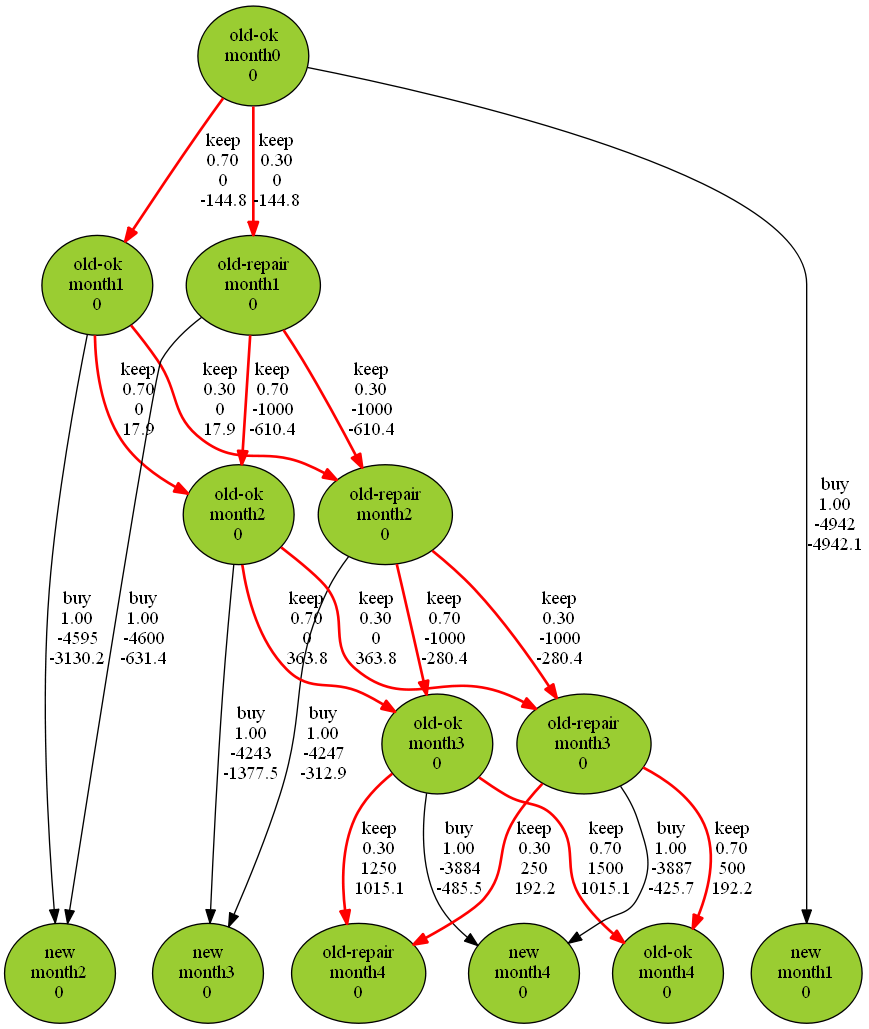 old-ok
month0
0
keep
0.70
0
-144.8
keep
0.30
0
-144.8
old-ok
month1
0
old-repair
month1
0
keep
0.70
0
17.9
keep
0.30
0
17.9
keep
0.70
-1000
-610.4
keep
0.30
-1000
-610.4
buy
1.00
-4942
-4942.1
old-ok
month2
0
old-repair
month2
0
buy
1.00
-4595
-3130.2
buy
1.00
-4600
-631.4
keep
0.70
0
363.8
keep
0.30
0
363.8
keep
0.70
-1000
-280.4
keep
0.30
-1000
-280.4
buy
1.00
-4243
-1377.5
buy
1.00
-4247
-312.9
old-ok
month3
0
old-repair
month3
0
keep
0.30
1250
1015.1
buy
1.00
-3884
-485.5
keep
0.30
250
192.2
keep
0.70
1500
1015.1
buy
1.00
-3887
-425.7
keep
0.70
500
192.2
new
month2
0
new
month3
0
old-repair
month4
0
new
month4
0
old-ok
month4
0
new
month1
0